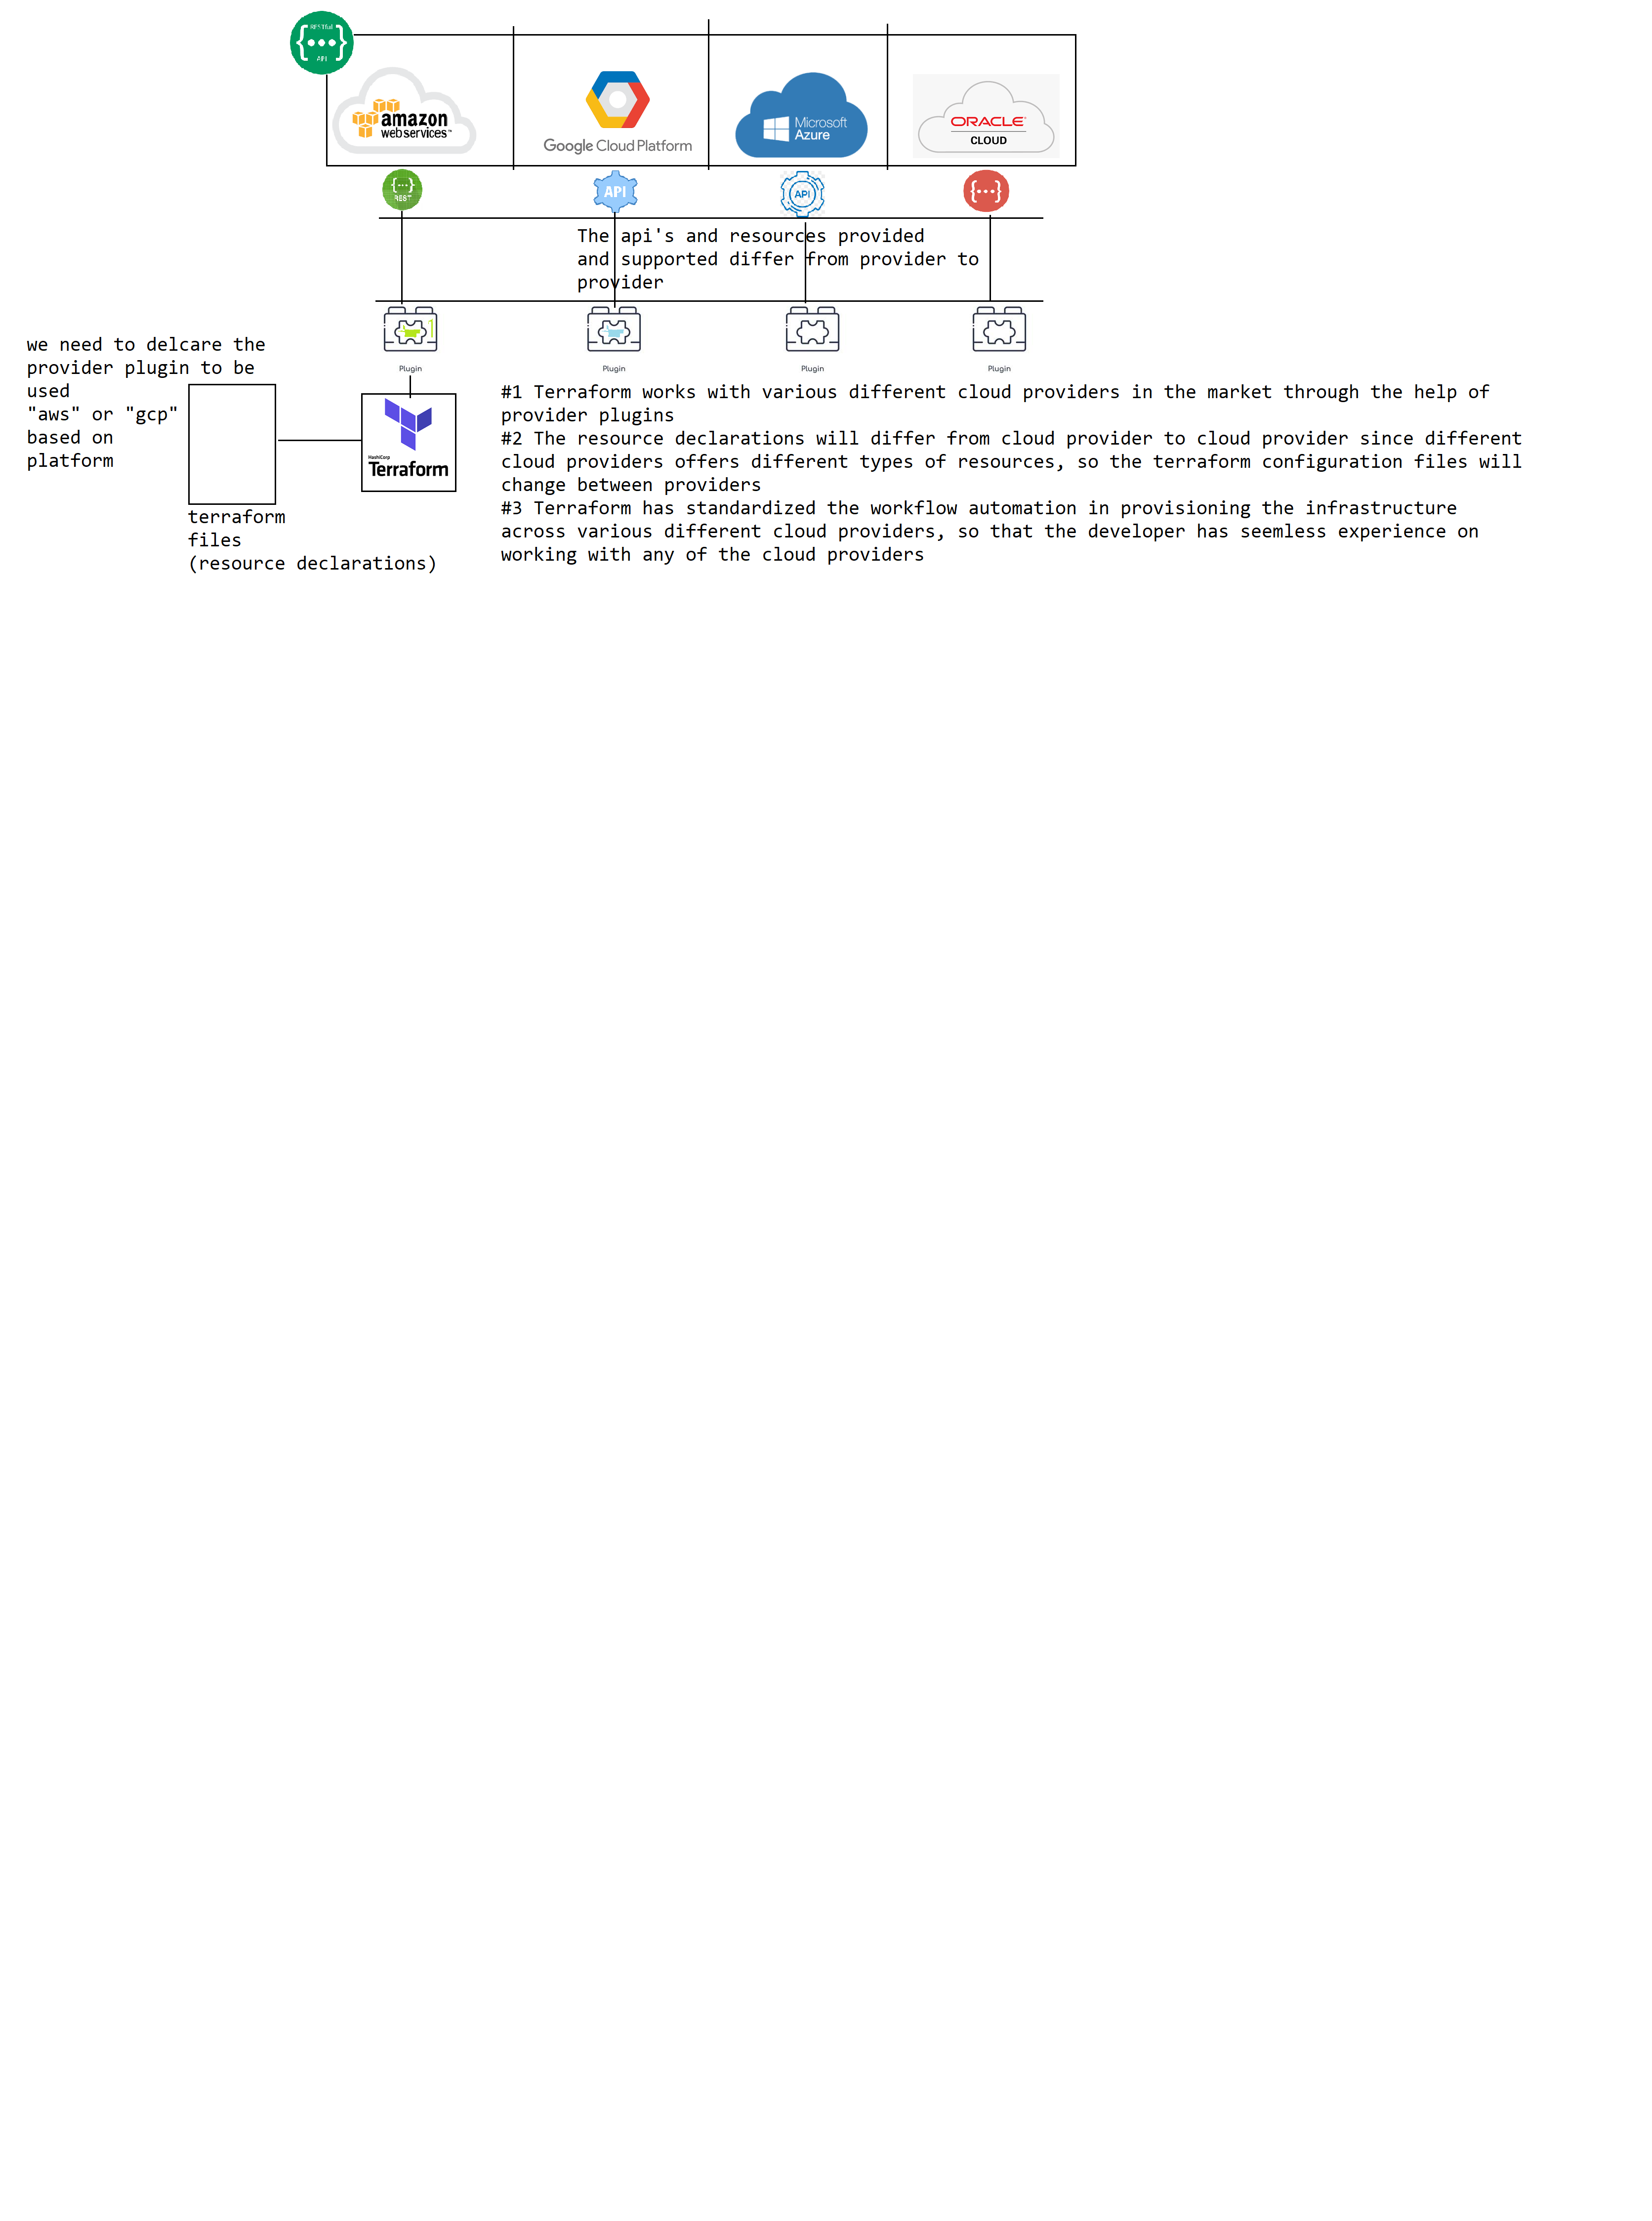 RESTful
API
amazon
web services™
Google Cloud Platform
Microsoft
Azure
ORACLE
CLOUD
{...}
REST
API
API
{...}
The api's and resources provided
and supported differ from provider to
provider
1
Plugin
Plugin
Plugin
Plugin
we need to delcare the
provider plugin to be
used
"aws" or "gcp"
based on
platform
HashiCorp
Terraform
terraform
files
(resource declarations)
#1 Terraform works with various different cloud providers in the market through the help of
provider plugins
#2 The resource declarations will differ from cloud provider to cloud provider since different
cloud providers offers different types of resources, so the terraform configuration files will
change between providers
#3 Terraform has standardized the workflow automation in provisioning the infrastructure
across various different cloud providers, so that the developer has seemless experience on
working with any of the cloud providers